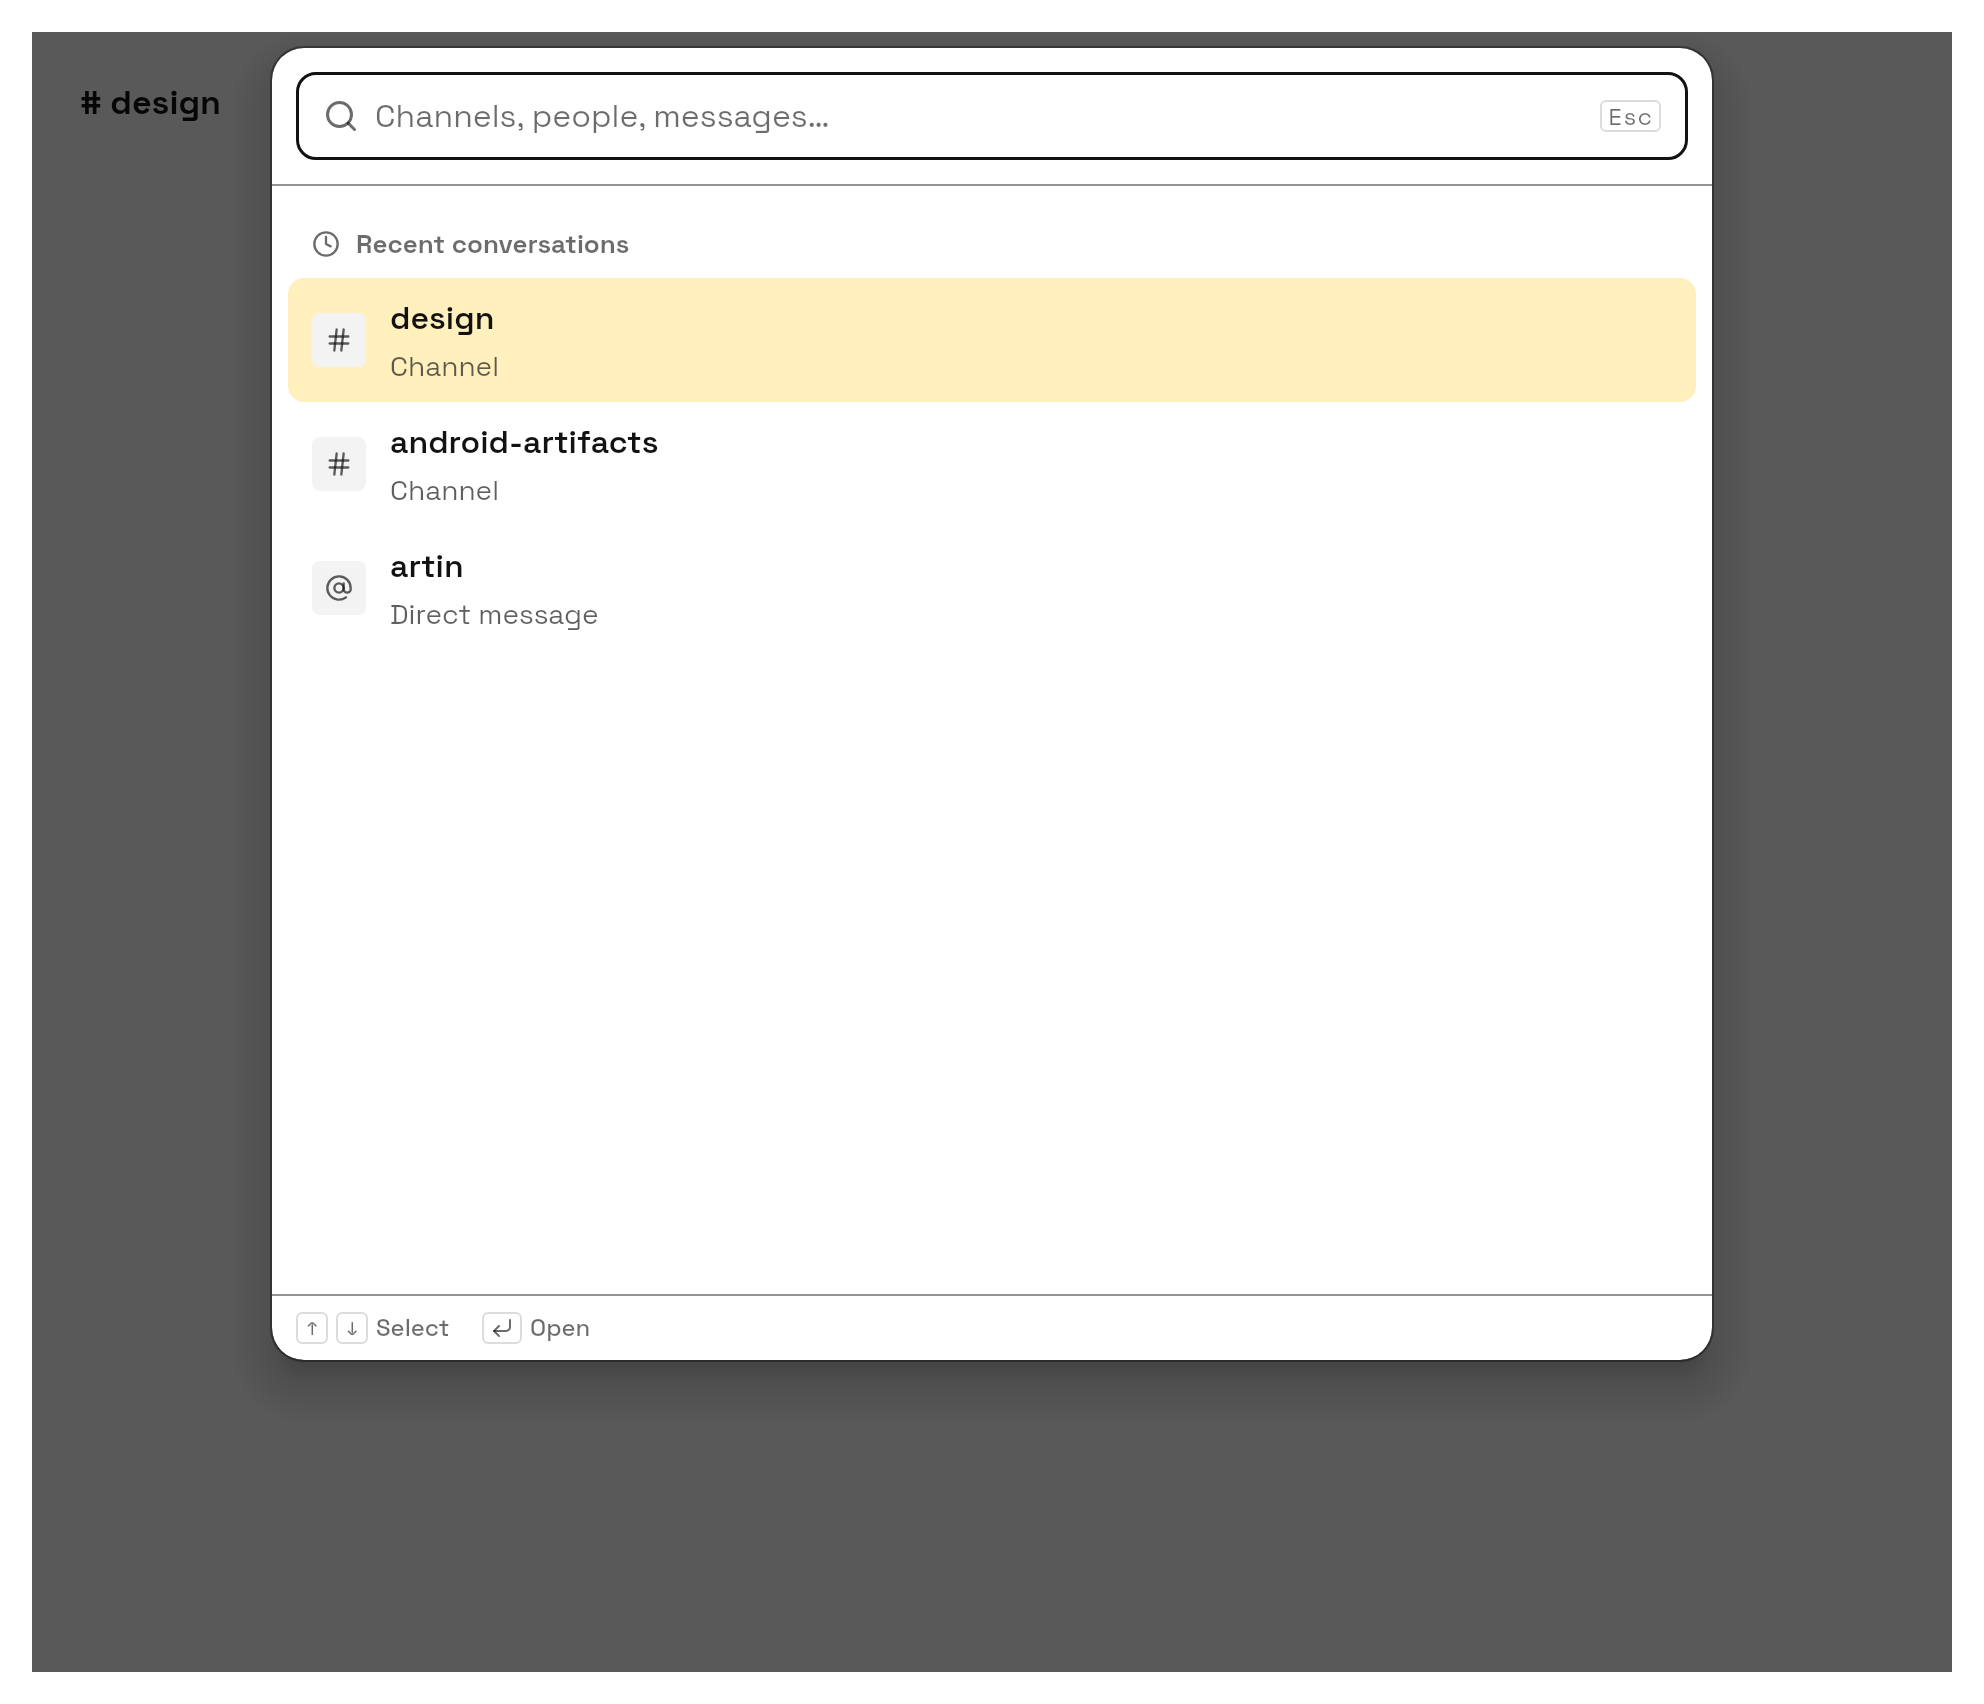 # design
Channels, people, messages...
Esc
Recent conversations
# design
Channel
# android-artifacts
Channel
@ artin
Direct message
↑ ↓ Select ↵ Open